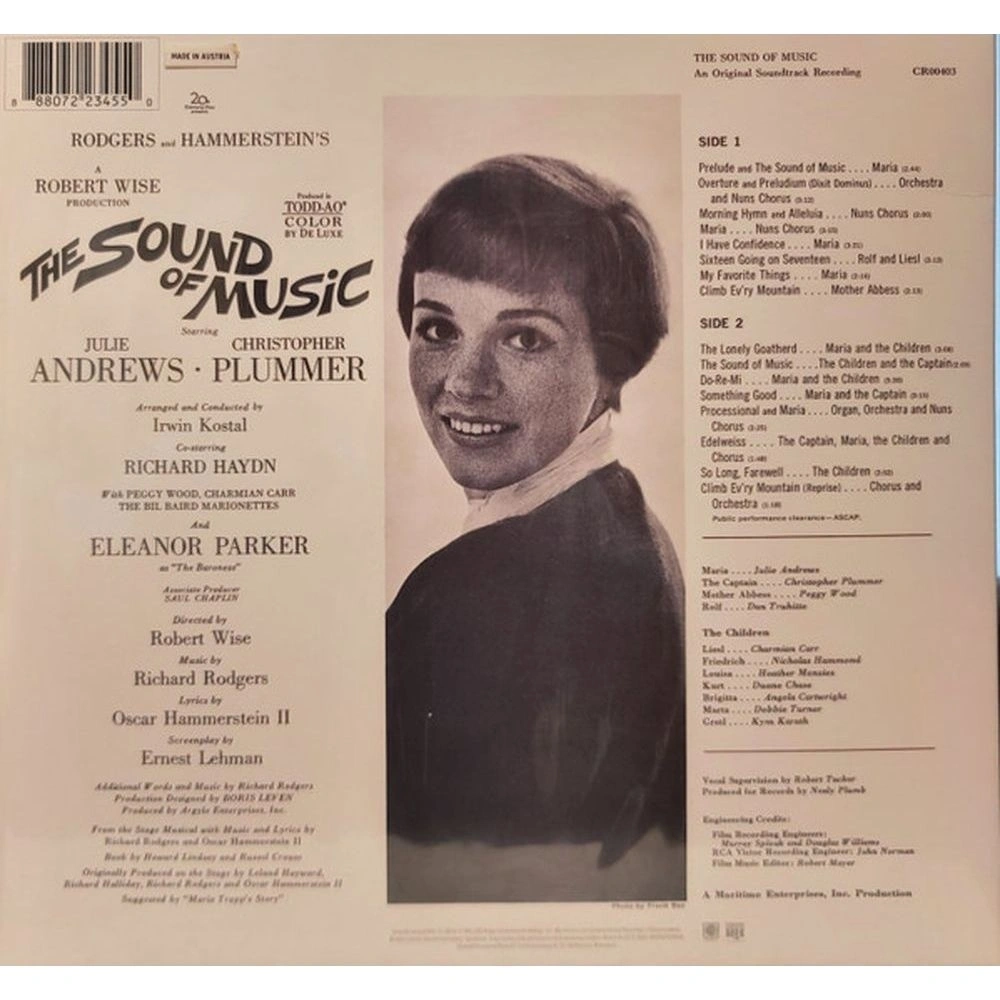 8 88072 23455 0
MADE IN AUSTRIA
RODGERS and HAMMERSTEIN'S
A
ROBERT WISE
PRODUCTION
Produced in
TODD-AO®
COLOR
BY DE LUXE
THE SOUND
OF MUSIC
Starring
JULIE CHRISTOPHER
ANDREWS · PLUMMER
Arranged and Conducted by
Irwin Kostal
Co-starring
RICHARD HAYDN
With PEGGY WOOD, CHARMIAN CARR
THE BIL BAIRD MARIONETTES
And
ELEANOR PARKER
as "The Baroness"
Associate Producer
SAUL CHAPLIN
Directed by
Robert Wise
Music by
Richard Rodgers
Lyrics by
Oscar Hammerstein II
Screenplay by
Ernest Lehman
Additional Words and Music by Richard Rodgers
Production Designed by BORIS LEVEN
Produced by Argyle Enterprises, Inc.
From the Stage Musical with Music and Lyrics by
Richard Rodgers and Oscar Hammerstein II
Book by Howard Lindsay and Russel Crouse
Originally Produced on the Stage by Leland Hayward,
Richard Halliday, Richard Rodgers and Oscar Hammerstein II
Suggested by "Maria Trapp's Story"
Photo by
THE SOUND OF MUSIC
An Original Soundtrack Recording CR00403
SIDE 1
Prelude and The Sound of Music .... Maria (2:44)
Overture and Preludium (Dixit Dominus) .... Orchestra
and Nuns Chorus (3:12)
Morning Hymn and Alleluia .... Nuns Chorus
Maria .... Nuns Chorus
I Have Confidence .... Maria
Sixteen Going on Seventeen .... Rolf and Liesl
My Favorite Things .... Maria
Climb Ev'ry Mountain .... Mother Abbess
SIDE 2
The Lonely Goatherd .... Maria and the Children
The Sound of Music ....The Children and the Captain
Do-Re-Mi .... Maria and the Children
Something Good .... Maria and the Captain
Processional and Maria .... Organ, Orchestra and Nuns
Chorus
Edelweiss .... The Captain, Maria, the Children and
Chorus
So Long, Farewell .... The Children
Climb Ev'ry Mountain (Reprise) .... Chorus and
Orchestra
Public performance clearance—ASCAP.
Maria .... Julie Andrews
The Captain .... Christopher Plummer
Mother Abbess .... Peggy Wood
Rolf .... Dan Truhitte
The Children
Liesl .... Charmian Carr
Friedrich .... Nicholas Hammond
Louisa .... Heather Menzies
Kurt .... Duane Chase
Brigitta .... Angela Cartwright
Marta .... Debbie Turner
Gretl .... Kym Karath
Vocal Supervision by Robert Tucker
Produced for Records by Neely Plumb
Engineering Credits:
Film Recording Engineers:
Murray Spivak and Douglas Williams
RCA Victor Recording Engineer: John Norman
Film Music Editor: Robert Mayer
A Maritime Enterprises, Inc. Production